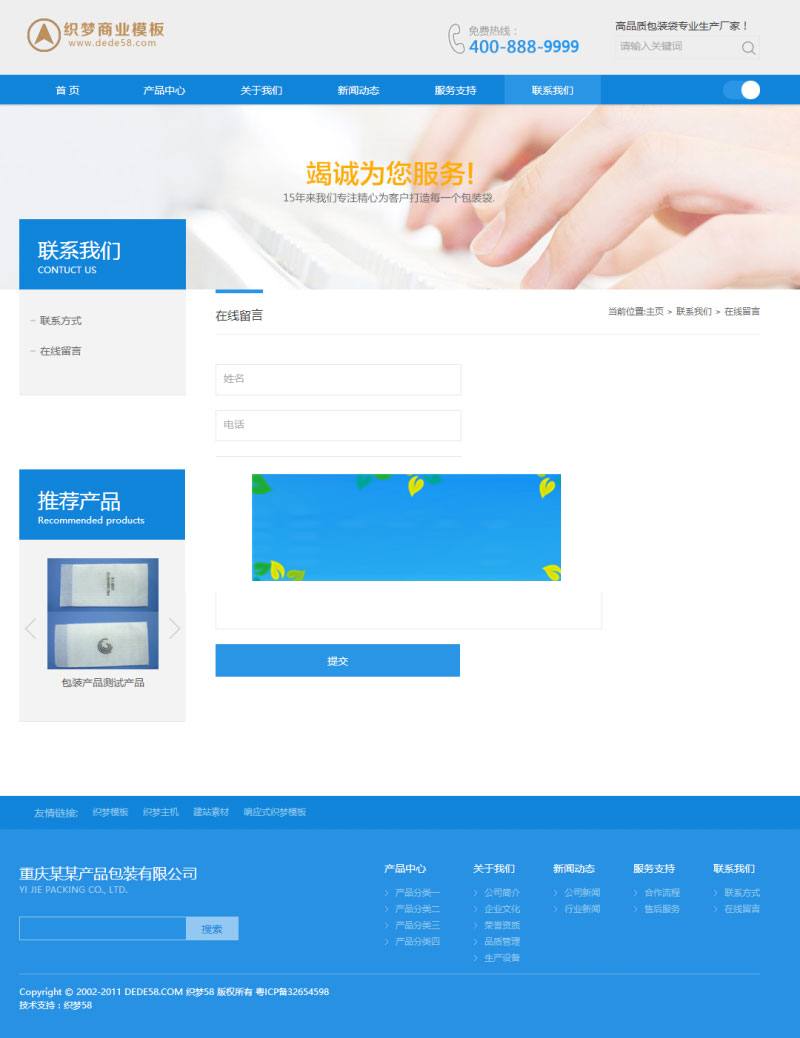 织梦商业模板
www.dede58.com
免费热线：
400-888-9999
高品质包装袋专业生产厂家！
请输入关键词
首 页 产品中心 关于我们 新闻动态 服务支持 联系我们
竭诚为您服务!
15年来我们专注精心为客户打造每一个包装袋.
联系我们
CONTUCT US
联系方式
在线留言
在线留言
当前位置:主页 > 联系我们 > 在线留言
姓名
电话
提交
推荐产品
Recommended products
包装产品测试产品
友情链接: 织梦模板 织梦主机 建站素材 响应式织梦模板
重庆某某产品包装有限公司
YI JIE PACKING CO., LTD.
搜索
产品中心
产品分类一
产品分类二
产品分类三
产品分类四
关于我们
公司简介
企业文化
荣誉资质
品质管理
生产设备
新闻动态
公司新闻
行业新闻
服务支持
合作流程
售后服务
联系我们
联系方式
在线留言
Copyright © 2002-2011 DEDE58.COM 织梦58 版权所有 粤ICP备32654598
技术支持：织梦58